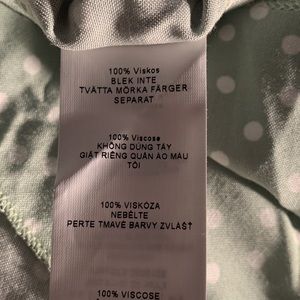 100% Viskos
BLEK INTE
TVÄTTA MÖRKA FÄRGER
SEPARAT
100% Viscose
KHÔNG DÙNG TẨY
GIẶT RIÊNG QUẦN ÁO MÀU
TỐI
100% VISKÓZA
NEBĚLTE
PERTE TMAVÉ BARVY ZVLÁŠŤ
100% VISCOSE